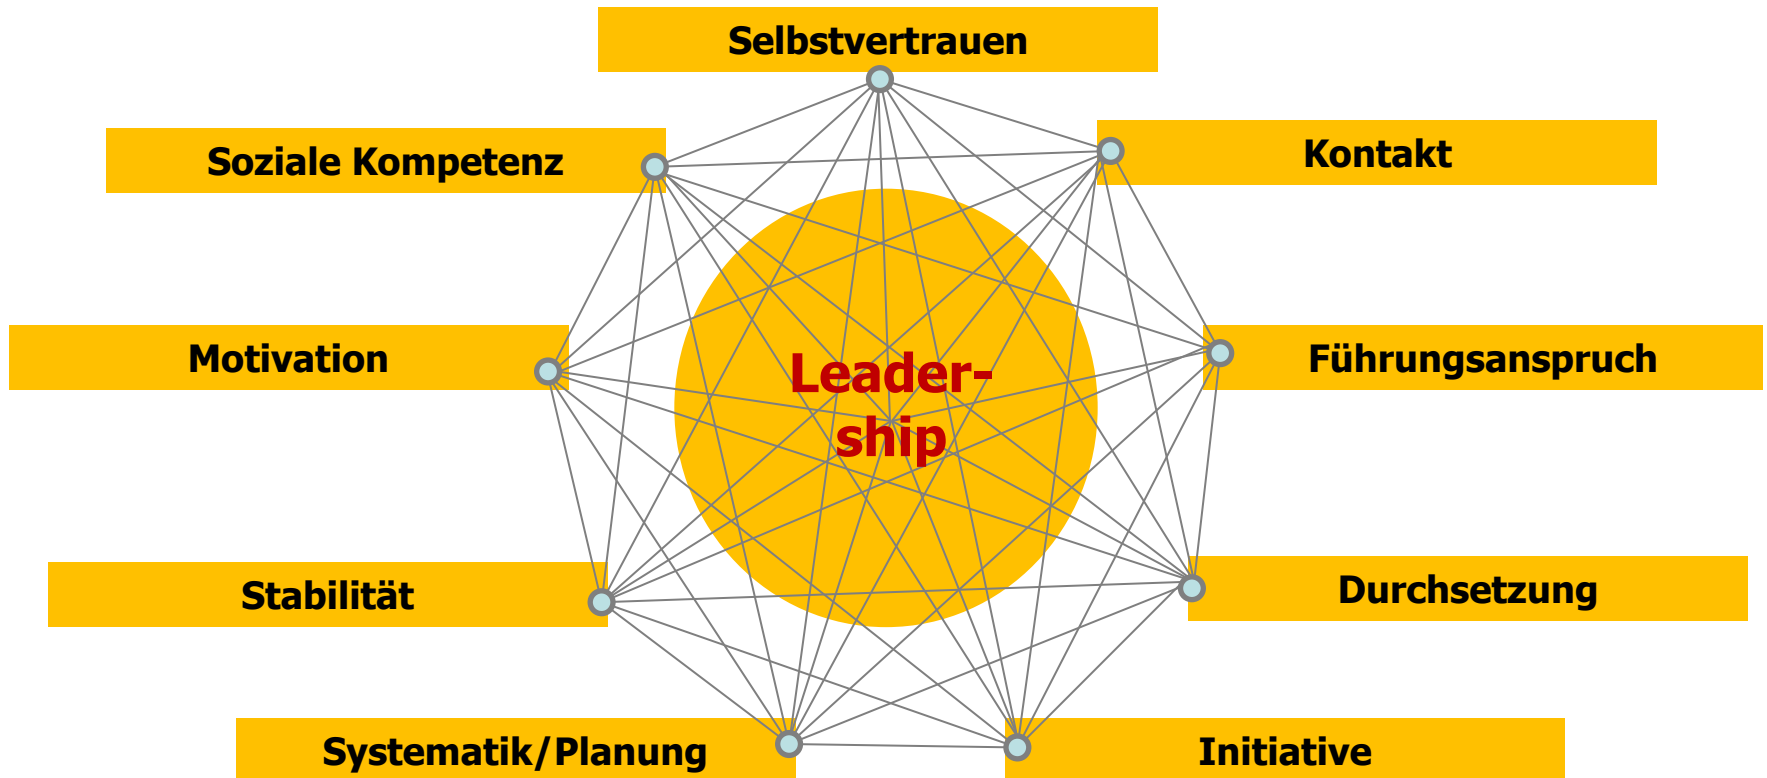 Selbstvertrauen
Soziale Kompetenz
Kontakt
Motivation
Führungsanspruch
Leader-
ship
Stabilität
Durchsetzung
Systematik/Planung
Initiative